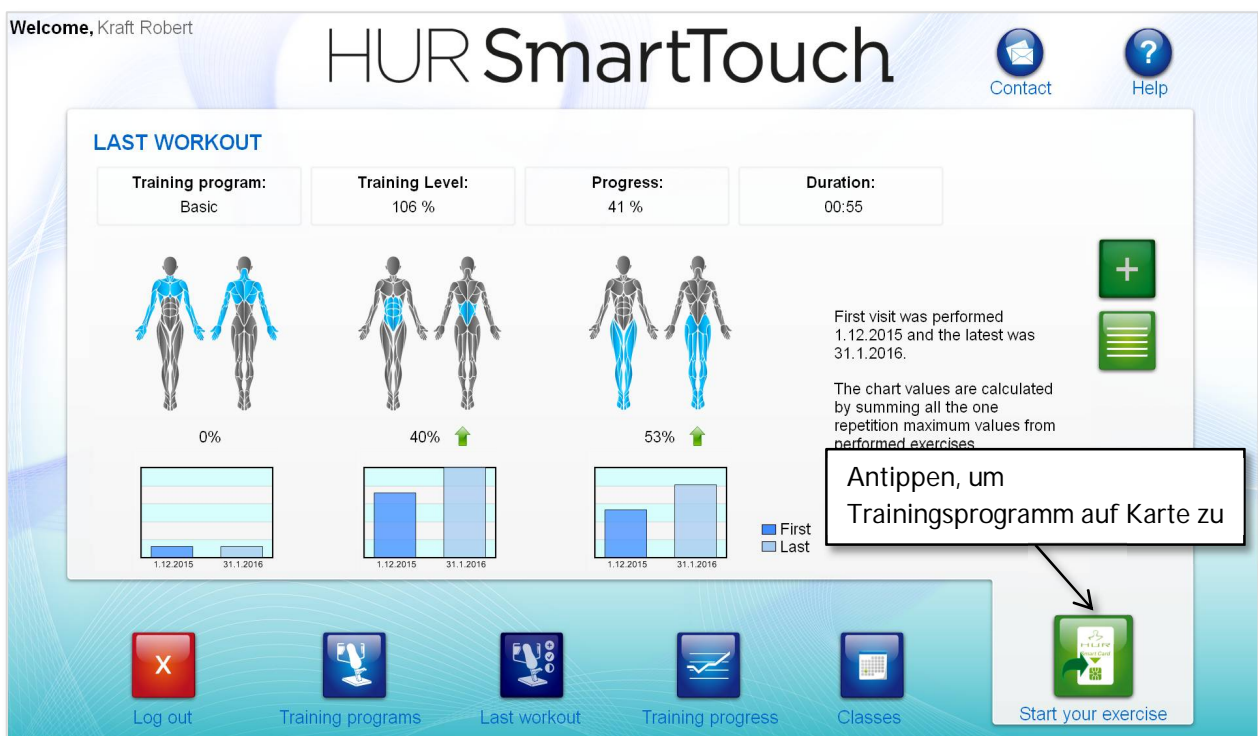 Welcome, Kraft Robert
HUR SmartTouch
Contact
Help
LAST WORKOUT
Training program:
Basic
Training Level:
106 %
Progress:
41 %
Duration:
00:55
First visit was performed
1.12.2015 and the latest was
31.1.2016.
The chart values are calculated
by summing all the one
repetition maximum values from
performed exercises
0%
40%
53%
1.12.2015
31.1.2016
1.12.2015
31.1.2016
1.12.2015
31.1.2016
First
Last
Antippen, um
Trainingsprogramm auf Karte zu
HUR
Smart Card
X
Log out
Training programs
Last workout
Training progress
Classes
Start your exercise